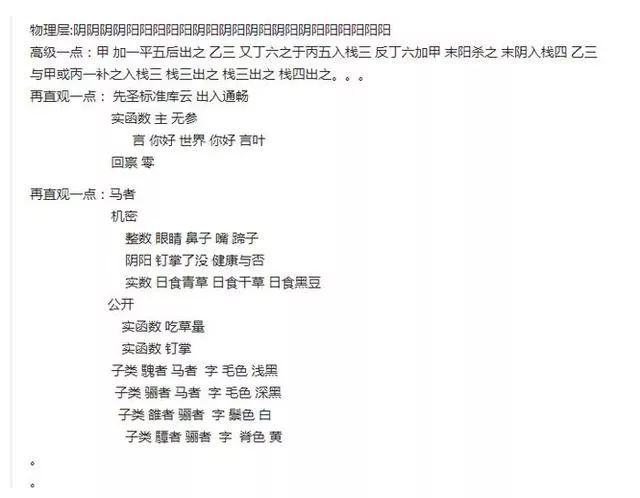 物理层:阴阴阴阴阳阳阳阳阳阴阳阴阳阴阳阴阳阴阳阳阳阳阳阳
高级一点：甲 加一平五后出之 乙三 又丁六之于丙五入栈三 反丁六加甲 末阳杀之 末阴入栈四 乙三
与甲或丙一补之入栈三 栈三出之 栈三出之 栈四出之。。。
再直观一点： 先圣标准库云 出入通畅
实函数 主 无参
言 你好 世界 你好 言叶
回禀 零
再直观一点：马者
机密
整数 眼睛 鼻子 嘴 蹄子
阴阳 钉掌了没 健康与否
实数 日食青草 日食干草 日食黑豆
公开
实函数 吃草量
实函数 钉掌
子类 騩者 马者 字 毛色 浅黑
子类 骊者 马者 字 毛色 深黑
子类 雒者 骊者 字 鬃色 白
子类 驔者 骊者 字 脊色 黄
。
。